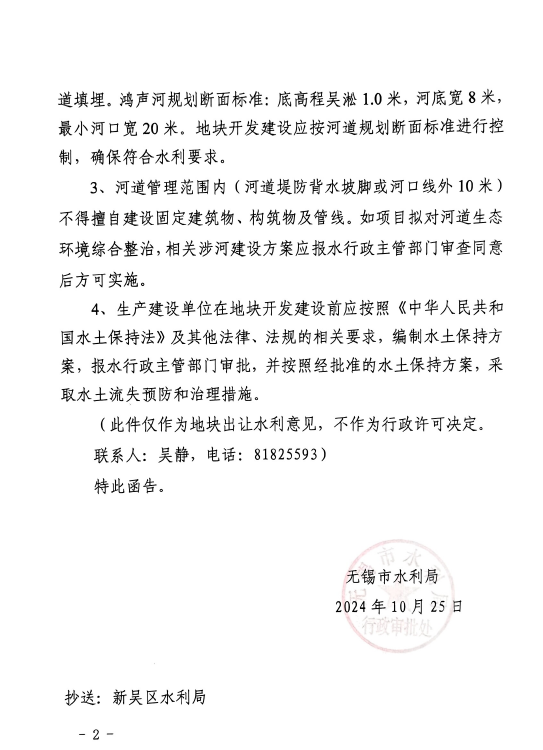 道填埋。鸿声河规划断面标准：底高程吴淞 1.0 米，河底宽 8 米，
最小河口宽 20 米。地块开发建设应按河道规划断面标准进行控
制，确保符合水利要求。
3、河道管理范围内（河道堤防背水坡脚或河口线外 10 米）
不得擅自建设固定建筑物、构筑物及管线。如项目拟对河道生态
环境综合整治，相关涉河建设方案应报水行政主管部门审查同意
后方可实施。
4、生产建设单位在地块开发建设前应按照《中华人民共和
国水土保持法》及其他法律、法规的相关要求，编制水土保持方
案，报水行政主管部门审批，并按照经批准的水土保持方案，采
取水土流失预防和治理措施。
（此件仅作为地块出让水利意见，不作为行政许可决定。
联系人：吴静，电话：81825593）
特此函告。
无锡市水利局
2024 年 10 月 25 日
行政审批处
抄送：新吴区水利局
- 2 -